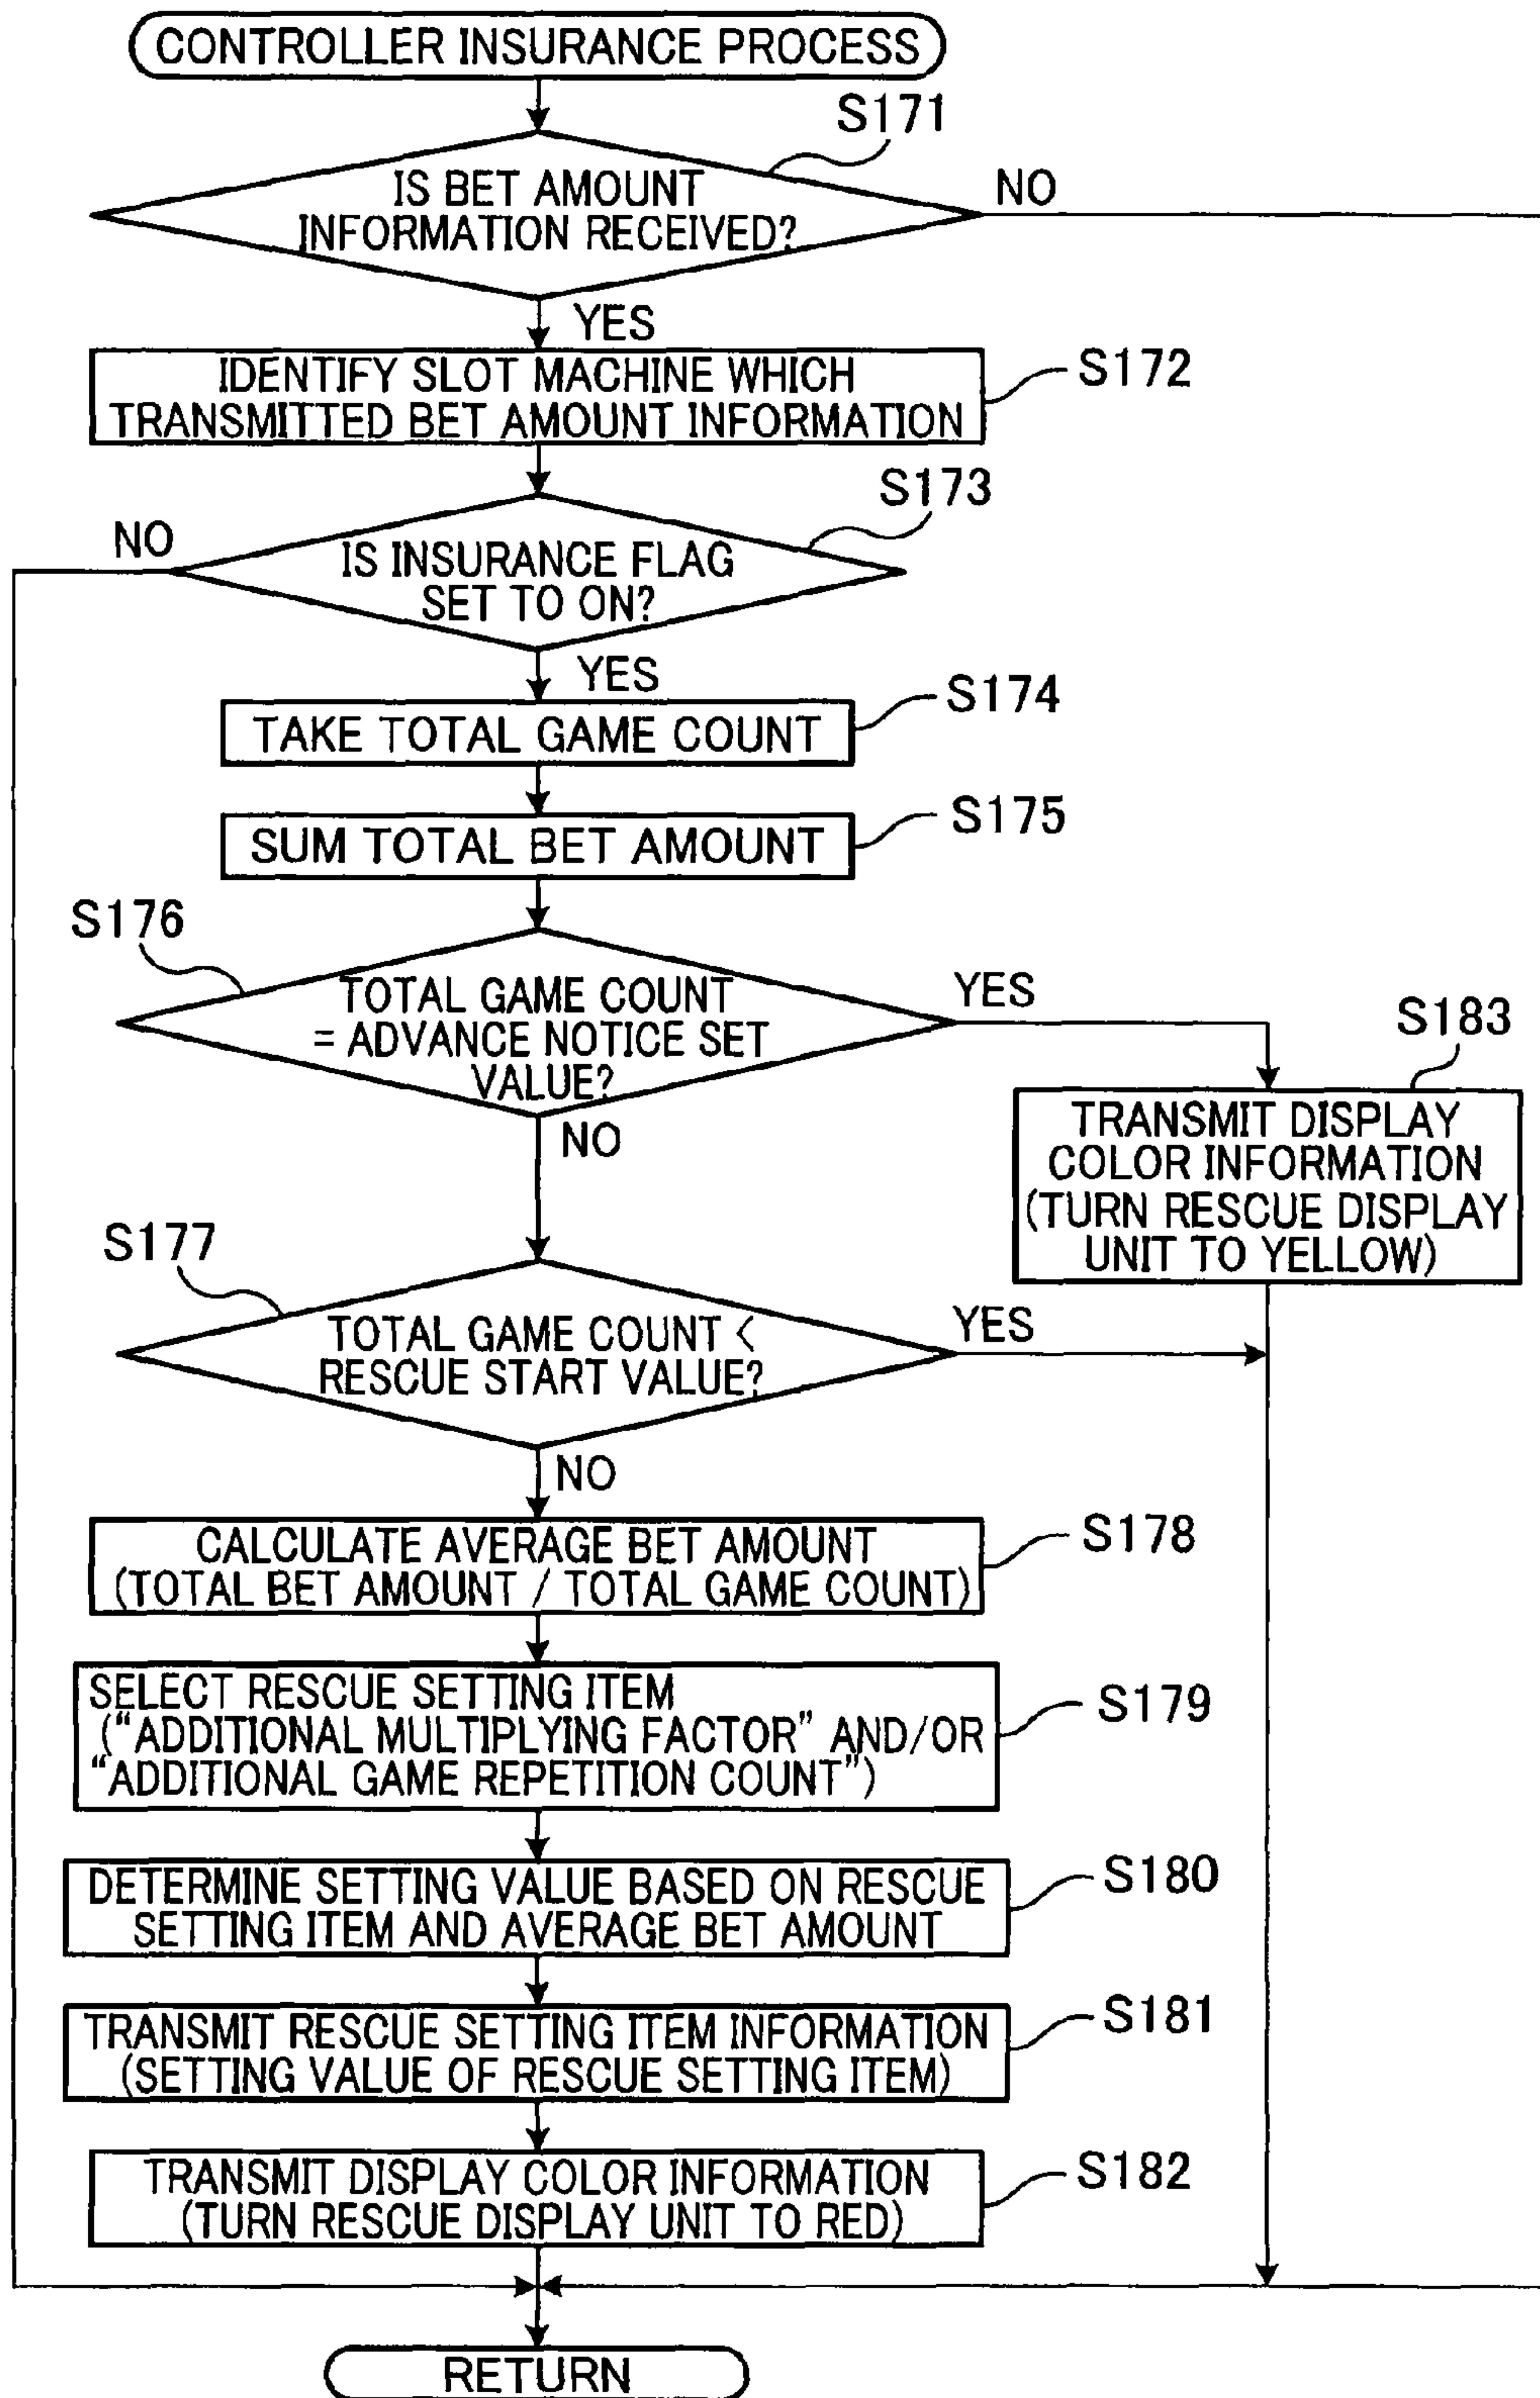 CONTROLLER INSURANCE PROCESS
S171
IS BET AMOUNT
INFORMATION RECEIVED?
NO
YES
IDENTIFY SLOT MACHINE WHICH
TRANSMITTED BET AMOUNT INFORMATION
S172
S173
NO
IS INSURANCE FLAG
SET TO ON?
YES
TAKE TOTAL GAME COUNT
S174
SUM TOTAL BET AMOUNT
S175
S176
TOTAL GAME COUNT
= ADVANCE NOTICE SET
VALUE?
YES
NO
S183
TRANSMIT DISPLAY
COLOR INFORMATION
(TURN RESCUE DISPLAY
UNIT TO YELLOW)
S177
TOTAL GAME COUNT <
RESCUE START VALUE?
YES
NO
CALCULATE AVERAGE BET AMOUNT
(TOTAL BET AMOUNT / TOTAL GAME COUNT)
S178
SELECT RESCUE SETTING ITEM
("ADDITIONAL MULTIPLYING FACTOR" AND/OR
"ADDITIONAL GAME REPETITION COUNT")
S179
DETERMINE SETTING VALUE BASED ON RESCUE
SETTING ITEM AND AVERAGE BET AMOUNT
S180
TRANSMIT RESCUE SETTING ITEM INFORMATION
(SETTING VALUE OF RESCUE SETTING ITEM)
S181
TRANSMIT DISPLAY COLOR INFORMATION
(TURN RESCUE DISPLAY UNIT TO RED)
S182
RETURN